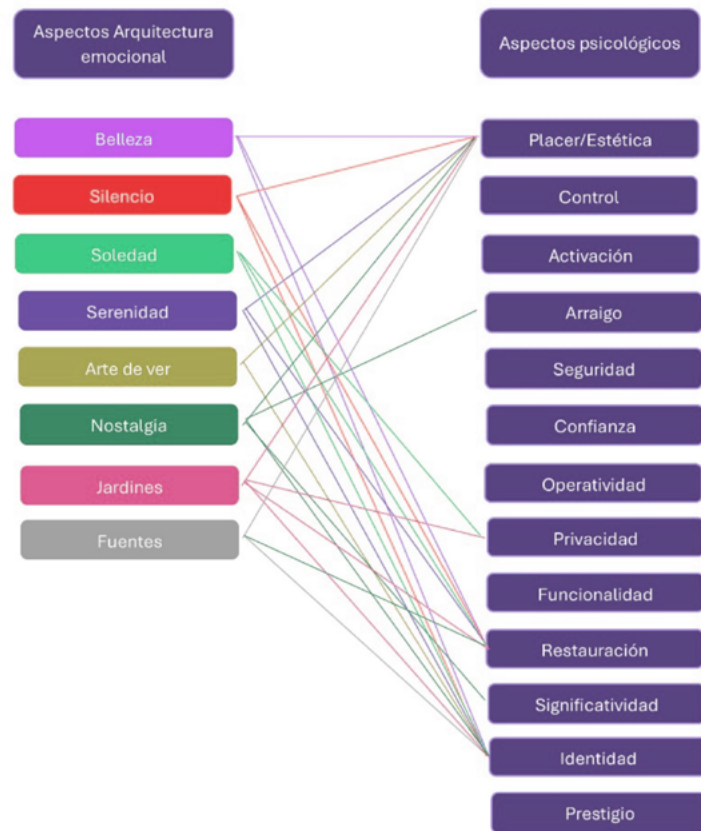 Aspectos Arquitectura
emocional
Aspectos psicológicos
Belleza
Silencio
Soledad
Serenidad
Arte de ver
Nostalgia
Jardines
Fuentes
Placer/Estética
Control
Activación
Arraigo
Seguridad
Confianza
Operatividad
Privacidad
Funcionalidad
Restauración
Significatividad
Identidad
Prestigio